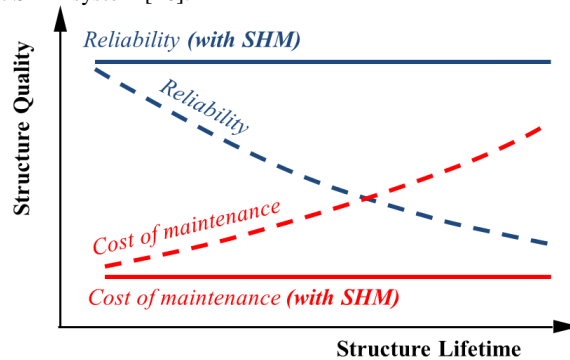 Reliability (with SHM)
Reliability
Structure Quality
Cost of maintenance
Cost of maintenance (with SHM)
Structure Lifetime